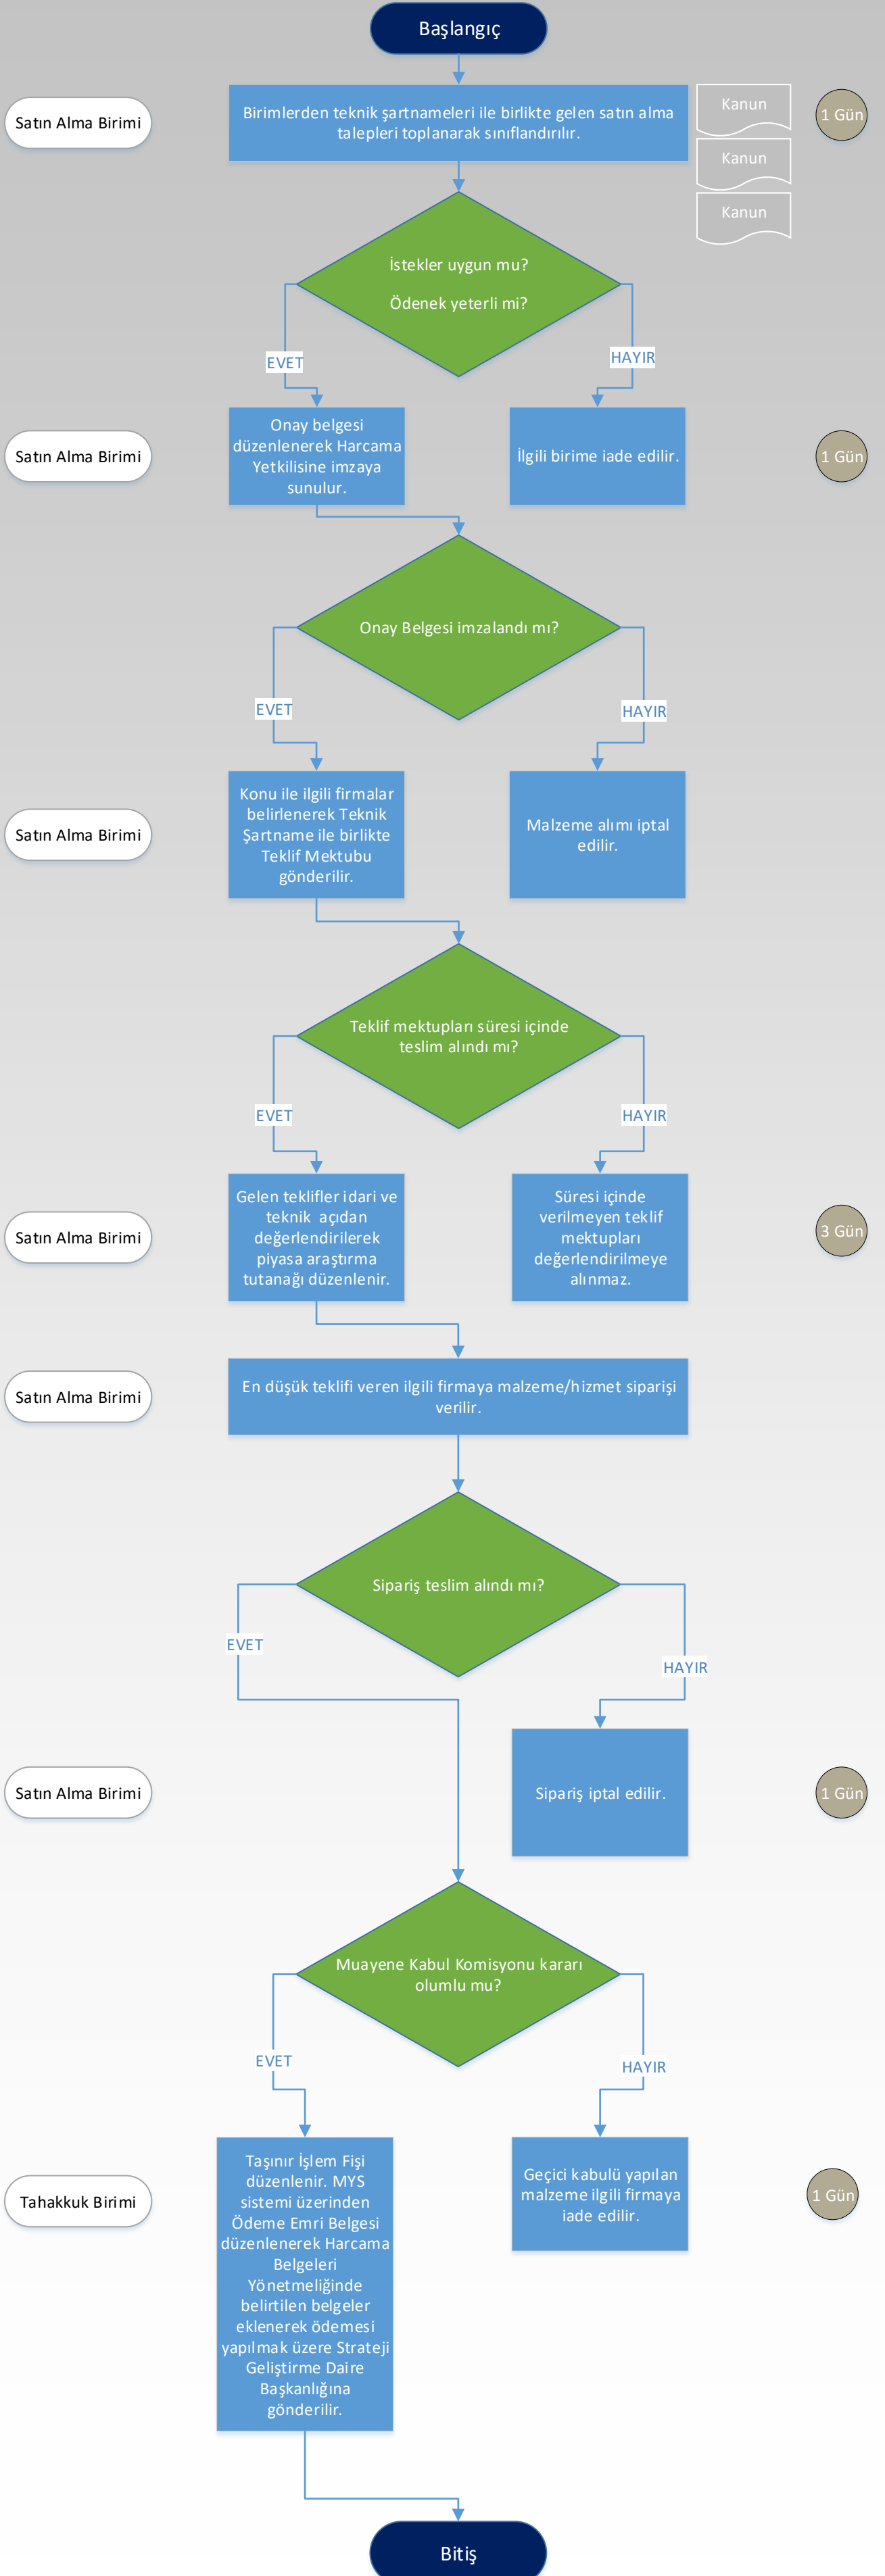 Başlangıç
Satın Alma Birimi
Birimlerden teknik şartnameleri ile birlikte gelen satın alma
talepleri toplanarak sınıflandırılır.
Kanun
Kanun
Kanun
1 Gün
İstekler uygun mu?
Ödenek yeterli mi?
EVET
HAYIR
Satın Alma Birimi
Onay belgesi
düzenlenerek Harcama
Yetkilisine imzaya
sunulur.
İlgili birime iade edilir.
1 Gün
Onay Belgesi imzalandı mı?
EVET
HAYIR
Satın Alma Birimi
Konu ile ilgili firmalar
belirlenerek Teknik
Şartname ile birlikte
Teklif Mektubu
gönderilir.
Malzeme alımı iptal
edilir.
Teklif mektupları süresi içinde
teslim alındı mı?
EVET
HAYIR
Satın Alma Birimi
Gelen teklifler idari ve
teknik açıdan
değerlendirilerek
piyasa araştırma
tutanağı düzenlenir.
Süresi içinde
verilmeyen teklif
mektupları
değerlendirilmeye
alınmaz.
3 Gün
Satın Alma Birimi
En düşük teklifi veren ilgili firmaya malzeme/hizmet siparişi
verilir.
Sipariş teslim alındı mı?
EVET
HAYIR
Satın Alma Birimi
Sipariş iptal edilir.
1 Gün
Muayene Kabul Komisyonu kararı
olumlu mu?
EVET
HAYIR
Tahakkuk Birimi
Taşınır İşlem Fişi
düzenlenir. MYS
sistemi üzerinden
Ödeme Emri Belgesi
düzenlenerek Harcama
Belgeleri
Yönetmeliğinde
belirtilen belgeler
eklenerek ödemesi
yapılmak üzere Strateji
Geliştirme Daire
Başkanlığına
gönderilir.
Geçici kabulü yapılan
malzeme ilgili firmaya
iade edilir.
1 Gün
Bitiş